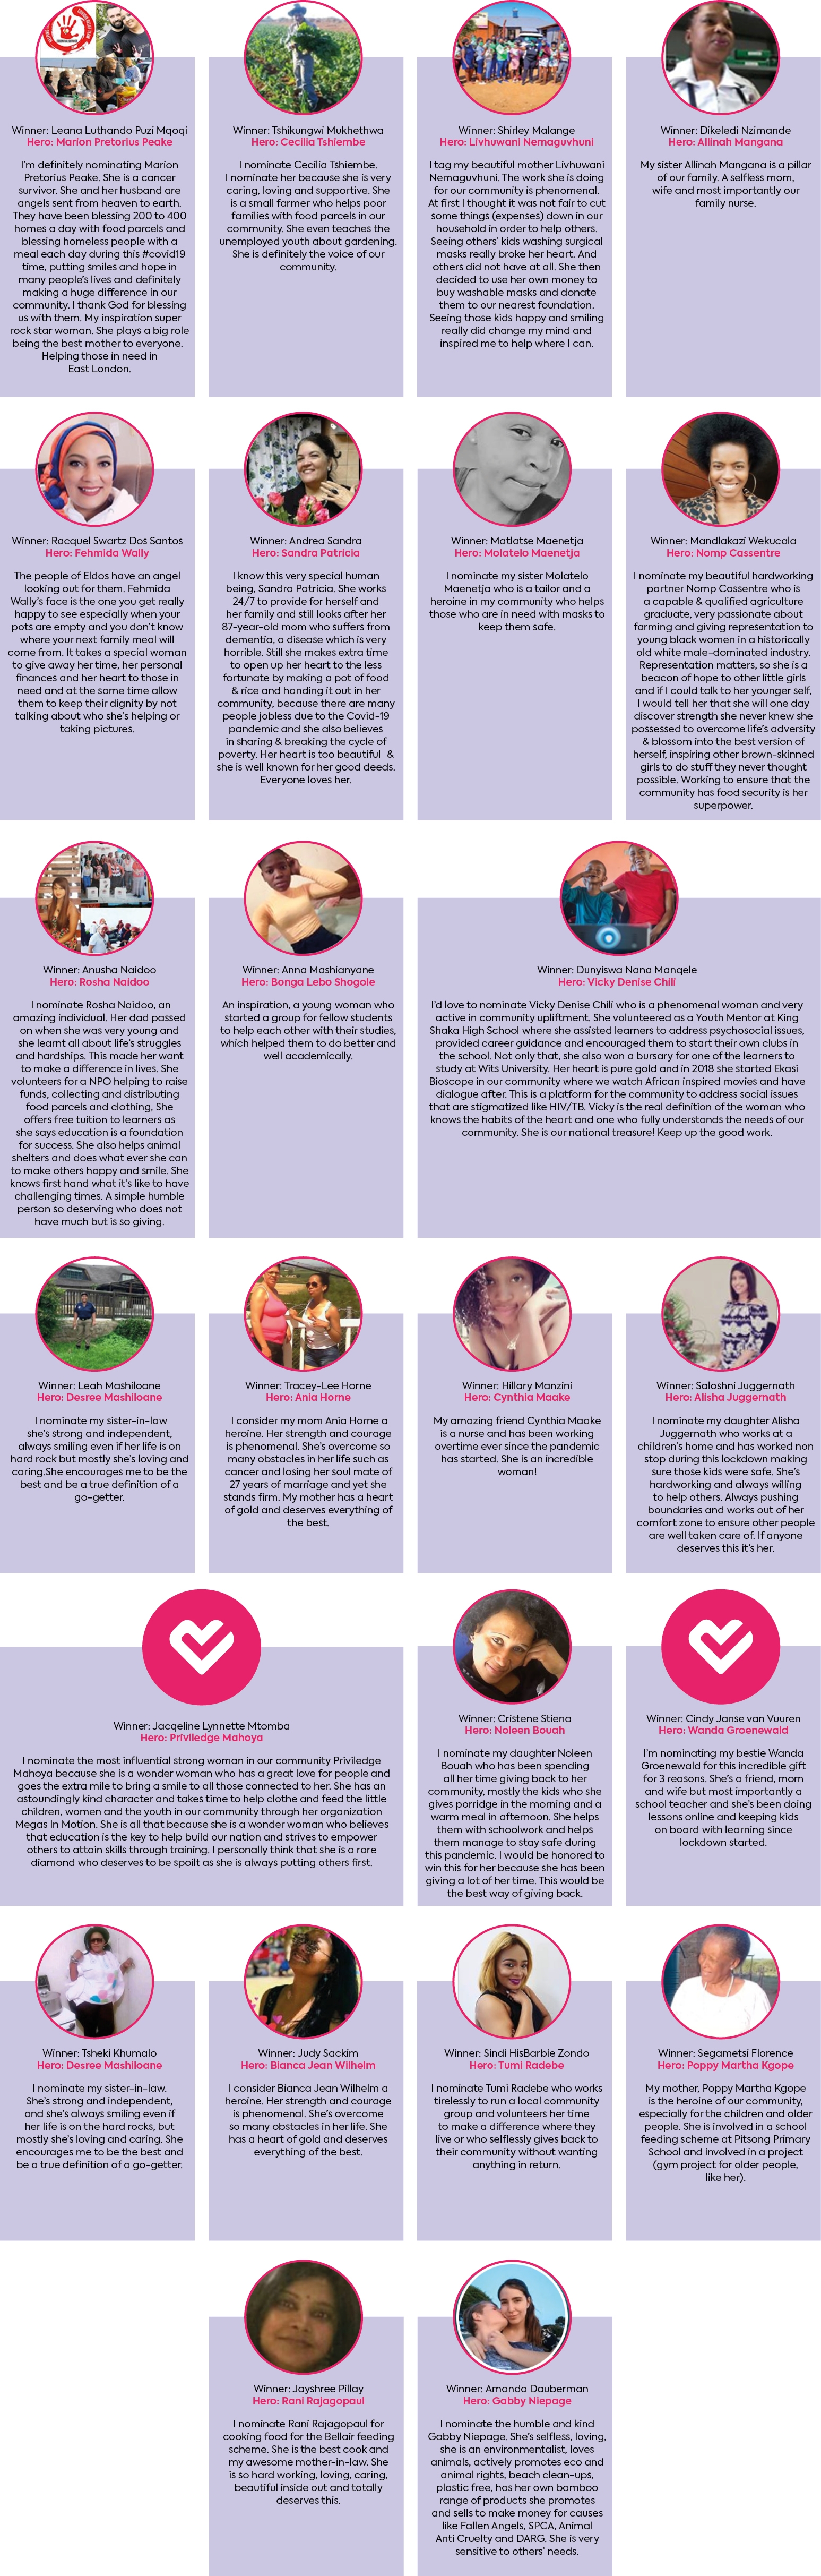 Winner: Leana Luthando Puzi Mqoqi
Hero: Marion Pretorius Peake
I’m definitely nominating Marion
Pretorius Peake. She is a cancer
survivor. She and her husband are
angels sent from heaven to earth.
They have been blessing 200 to 400
homes a day with food parcels and
blessing homeless people with a
meal each day during this #covid19
time, putting smiles and hope in
many people’s lives and definitely
making a huge difference in our
community. I thank God for blessing
us with them. My inspiration super
rock star woman. She plays a big role
being the best mother to everyone.
Helping those in need in
East London.
Winner: Tshikungwi Mukhethwa
Hero: Cecilia Tshiembe
I nominate Cecilia Tshiembe.
I nominate her because she is very
caring, loving and supportive. She
is a small farmer who helps poor
families with food parcels in our
community. She even teaches the
unemployed youth about gardening.
She is definitely the voice of our
community.
Winner: Shirley Malange
Hero: Livhuwani Nemaguvhuni
I tag my beautiful mother Livhuwani
Nemaguvhuni. The work she is doing
for our community is phenomenal.
At first I thought it was not fair to cut
some things (expenses) down in our
household in order to help others.
Seeing others’ kids washing surgical
masks really broke her heart. And
others did not have at all. She then
decided to use her own money to
buy washable masks and donate
them to our nearest foundation.
Seeing those kids happy and smiling
really did change my mind and
inspired me to help where I can.
Winner: Dikeledi Nzimande
Hero: Allinah Mangana
My sister Allinah Mangana is a pillar
of our family. A selfless mom,
wife and most importantly our
family nurse.
Winner: Racquel Swartz Dos Santos
Hero: Fehmida Wally
The people of Eldos have an angel
looking out for them. Fehmida
Wally’s face is the one you get really
happy to see especially when your
pots are empty and you don’t know
where your next family meal will
come from. It takes a special woman
to give away her time, her personal
finances and her heart to those in
need and at the same time allow
them to keep their dignity by not
talking about who she’s helping or
taking pictures.
Winner: Andrea Sandra
Hero: Sandra Patricia
I know this very special human
being, Sandra Patricia. She works
24/7 to provide for herself and
her family and still looks after her
87-year-old mom who suffers from
dementia, a disease which is very
horrible. Still she makes extra time
to open up her heart to the less
fortunate by making a pot of food
& rice and handing it out in her
community, because there are many
people jobless due to the Covid-19
pandemic and she also believes
in sharing & breaking the cycle of
poverty. Her heart is too beautiful &
she is well known for her good deeds.
Everyone loves her.
Winner: Matlatse Maenetja
Hero: Molatelo Maenetja
I nominate my sister Molatelo
Maenetja who is a tailor and a
heroine in my community who helps
those who are in need with masks to
keep them safe.
Winner: Mandlakazi Wekucala
Hero: Nomp Cassentre
I nominate my beautiful hardworking
partner Nomp Cassentre who is
a capable & qualified agriculture
graduate, very passionate about
farming and giving representation to
young black women in a historically
old white male-dominated industry.
Representation matters, so she is a
beacon of hope to other little girls
and if I could talk to her younger self,
I would tell her that she will one day
discover strength she never knew she
possessed to overcome life’s adversity
& blossom into the best version of
herself, inspiring other brown-skinned
girls to do stuff they never thought
possible. Working to ensure that the
community has food security is her
superpower.
Winner: Anusha Naidoo
Hero: Rosha Naidoo
I nominate Rosha Naidoo, an
amazing individual. Her dad passed
on when she was very young and
she learnt all about life’s struggles
and hardships. This made her want
to make a difference in lives. She
volunteers for a NPO helping to raise
funds, collecting and distributing
food parcels and clothing, She
offers free tuition to learners as
she says education is a foundation
for success. She also helps animal
shelters and does what ever she can
to make others happy and smile. She
knows first hand what it’s like to have
challenging times. A simple humble
person so deserving who does not
have much but is so giving.
Winner: Anna Mashianyane
Hero: Bonga Lebo Shogole
An inspiration, a young woman who
started a group for fellow students
to help each other with their studies,
which helped them to do better and
well academically.
Winner: Dunyiswa Nana Manqele
Hero: Vicky Denise Chili
I’d love to nominate Vicky Denise Chili who is a phenomenal woman and very
active in community upliftment. She volunteered as a Youth Mentor at King
Shaka High School where she assisted learners to address psychosocial issues,
provided career guidance and encouraged them to start their own clubs in
the school. Not only that, she also won a bursary for one of the learners to
study at Wits University. Her heart is pure gold and in 2018 she started Ekasi
Bioscope in our community where we watch African inspired movies and have
dialogue after. This is a platform for the community to address social issues
that are stigmatized like HIV/TB. Vicky is the real definition of the woman who
knows the habits of the heart and one who fully understands the needs of our
community. She is our national treasure! Keep up the good work.
Winner: Leah Mashiloane
Hero: Desree Mashiloane
I nominate my sister-in-law
she’s strong and independent,
always smiling even if her life is on
hard rock but mostly she’s loving and
caring.She encourages me to be the
best and be a true definition of a
go-getter.
Winner: Tracey-Lee Horne
Hero: Ania Horne
I consider my mom Ania Horne a
heroine. Her strength and courage
is phenomenal. She’s overcome so
many obstacles in her life such as
cancer and losing her soul mate of
27 years of marriage and yet she
stands firm. My mother has a heart
of gold and deserves everything of
the best.
Winner: Hillary Manzini
Hero: Cynthia Maake
My amazing friend Cynthia Maake
is a nurse and has been working
overtime ever since the pandemic
has started. She is an incredible
woman!
Winner: Saloshni Juggernath
Hero: Alisha Juggernath
I nominate my daughter Alisha
Juggernath who works at a
children’s home and has worked non
stop during this lockdown making
sure those kids were safe. She’s
hardworking and always willing
to help others. Always pushing
boundaries and works out of her
comfort zone to ensure other people
are well taken care of. If anyone
deserves this it’s her.
Winner: Jacqeline Lynnette Mtomba
Hero: Priviledge Mahoya
I nominate the most influential strong woman in our community Priviledge
Mahoya because she is a wonder woman who has a great love for people and
goes the extra mile to bring a smile to all those connected to her. She has an
astoundingly kind character and takes time to help clothe and feed the little
children, women and the youth in our community through her organization
Megas In Motion. She is all that because she is a wonder woman who believes
that education is the key to help build our nation and strives to empower
others to attain skills through training. I personally think that she is a rare
diamond who deserves to be spoilt as she is always putting others first.
Winner: Cristene Stiena
Hero: Noleen Bouah
I nominate my daughter Noleen
Bouah who has been spending
all her time giving back to her
community, mostly the kids who she
gives porridge in the morning and a
warm meal in afternoon. She helps
them with schoolwork and helps
them manage to stay safe during
this pandemic. I would be honored to
win this for her because she has been
giving a lot of her time. This would be
the best way of giving back.
Winner: Cindy Janse van Vuuren
Hero: Wanda Groenewald
I’m nominating my bestie Wanda
Groenewald for this incredible gift
for 3 reasons. She’s a friend, mom
and wife but most importantly a
school teacher and she’s been doing
lessons online and keeping kids
on board with learning since
lockdown started.
Winner: Tsheki Khumalo
Hero: Desree Mashiloane
I nominate my sister-in-law.
She’s strong and independent,
and she’s always smiling even if
her life is on the hard rocks, but
mostly she’s loving and caring. She
encourages me to be the best and
be a true definition of a go-getter.
Winner: Judy Sackim
Hero: Bianca Jean Wilhelm
I consider Bianca Jean Wilhelm a
heroine. Her strength and courage
is phenomenal. She’s overcome
so many obstacles in her life. She
has a heart of gold and deserves
everything of the best.
Winner: Sindi HisBarbie Zondo
Hero: Tumi Radebe
I nominate Tumi Radebe who works
tirelessly to run a local community
group and volunteers her time
to make a difference where they
live or who selflessly gives back to
their community without wanting
anything in return.
Winner: Segametsi Florence
Hero: Poppy Martha Kgope
My mother, Poppy Martha Kgope
is the heroine of our community,
especially for the children and older
people. She is involved in a school
feeding scheme at Pitsong Primary
School and involved in a project
(gym project for older people,
like her).
Winner: Jayshree Pillay
Hero: Rani Rajagopaul
I nominate Rani Rajagopaul for
cooking food for the Bellair feeding
scheme. She is the best cook and
my awesome mother-in-law. She
is so hard working, loving, caring,
beautiful inside out and totally
deserves this.
Winner: Amanda Dauberman
Hero: Gabby Niepage
I nominate the humble and kind
Gabby Niepage. She’s selfless, loving,
she is an environmentalist, loves
animals, actively promotes eco and
animal rights, beach clean-ups,
plastic free, has her own bamboo
range of products she promotes
and sells to make money for causes
like Fallen Angels, SPCA, Animal
Anti Cruelty and DARG. She is very
sensitive to others’ needs.